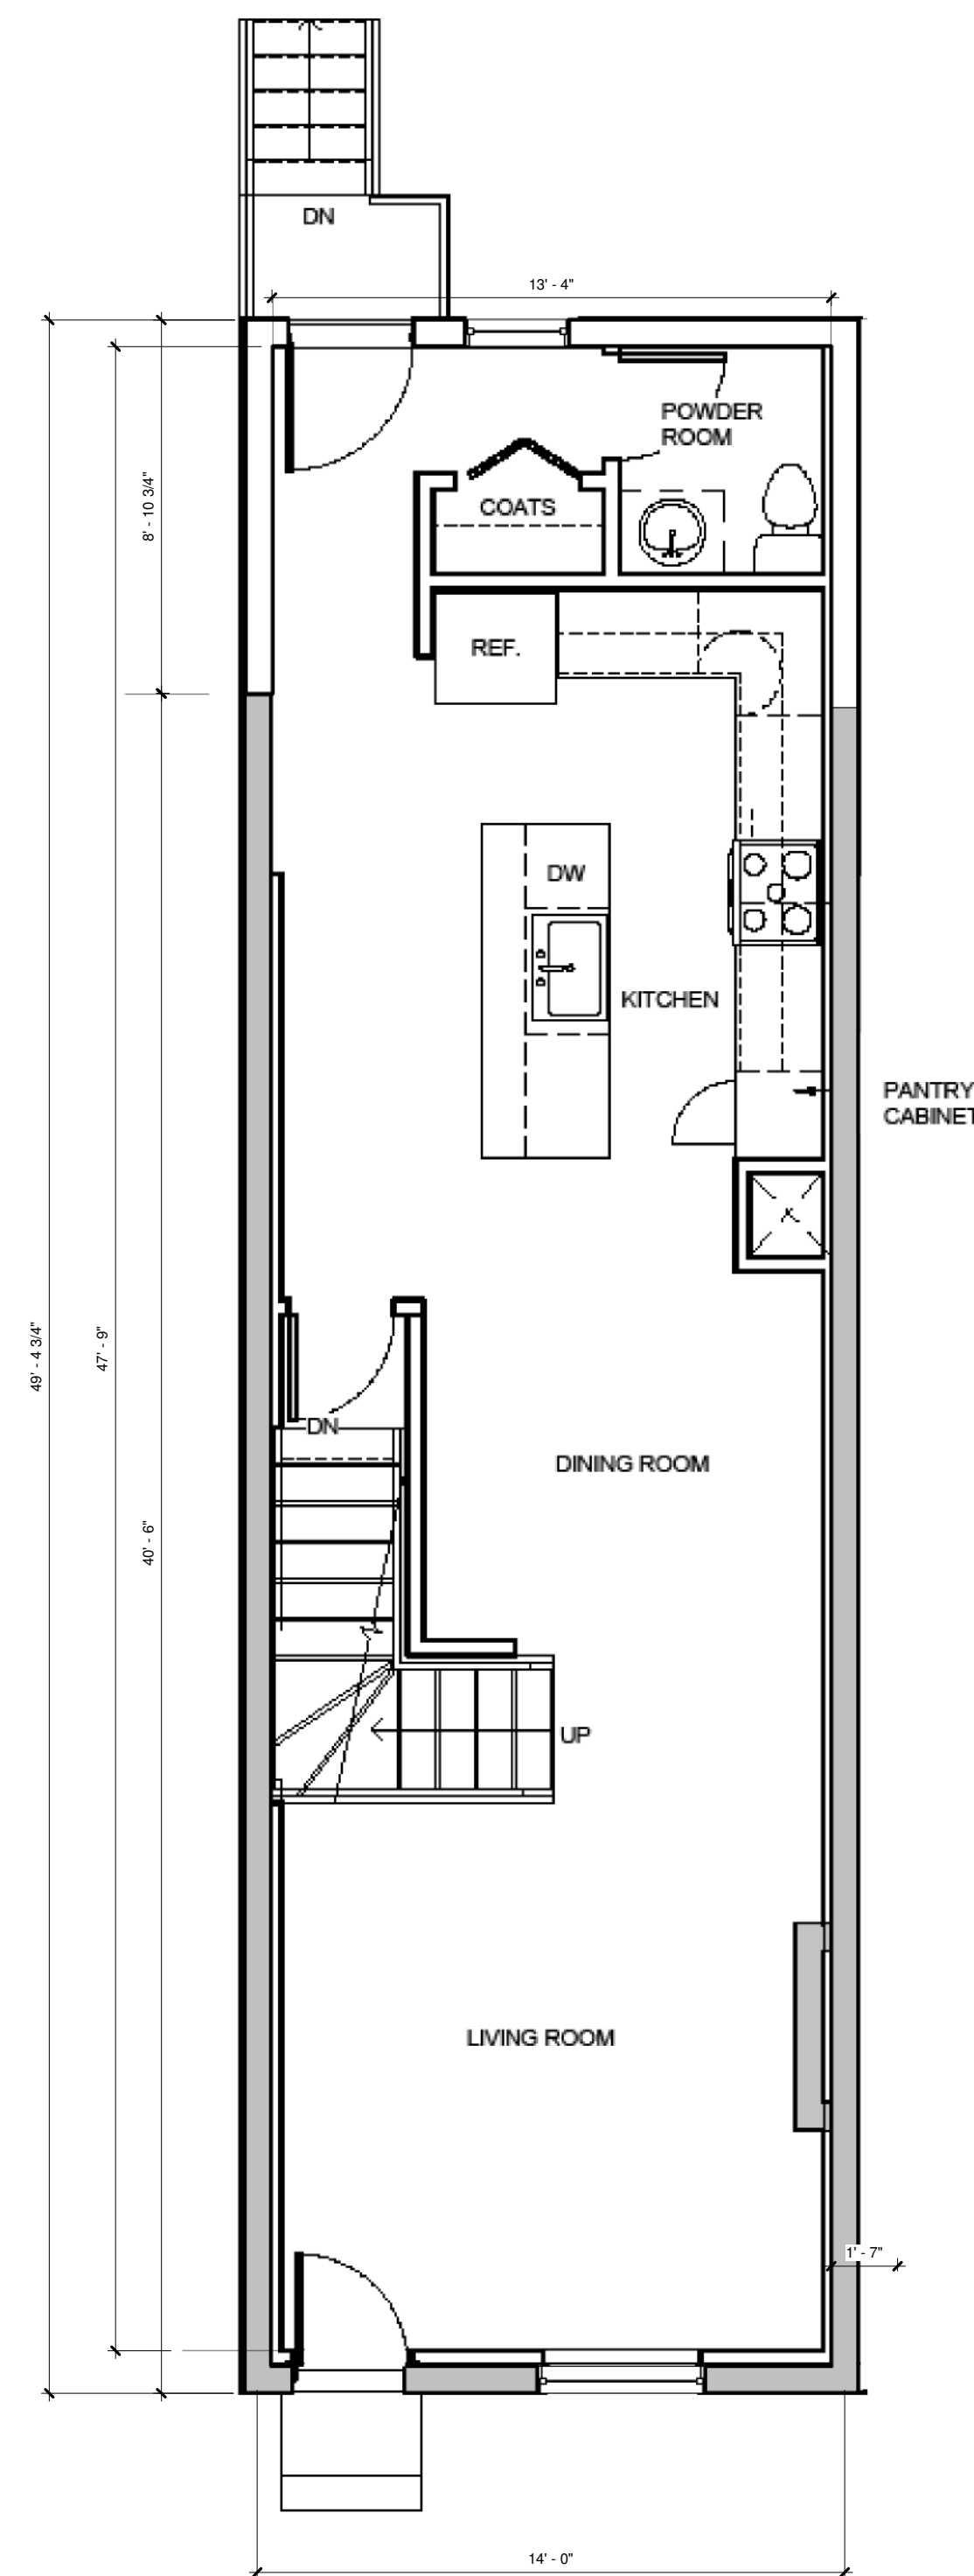 DN
13' - 4"
POWDER
ROOM
8' - 10 3/4"
COATS
REF.
DW
KITCHEN
PANTRY
CABINET
49' - 4 3/4"
47' - 9"
DN
DINING ROOM
40' - 6"
UP
LIVING ROOM
1' - 7"
14' - 0"